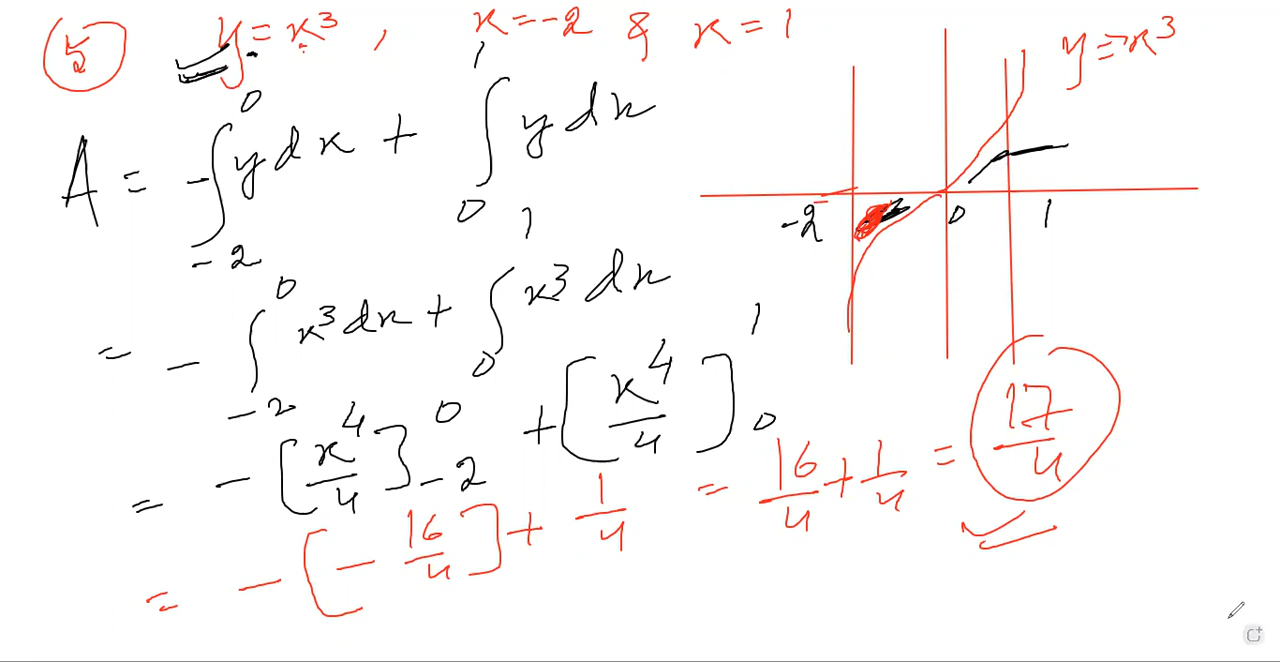 ⑤ y = x³ , x = -2 & x = 1
A = -∫₋₂⁰ y dx + ∫₀¹ y dx
= - ∫₋₂⁰ x³ dx + ∫₀¹ x³ dx
= - [x⁴/4]₋₂⁰ + [x⁴/4]₀¹
= - [- 16/4] + 1/4 = 16/4 + 1/4 = 17/4
y = x³
-2 0 1